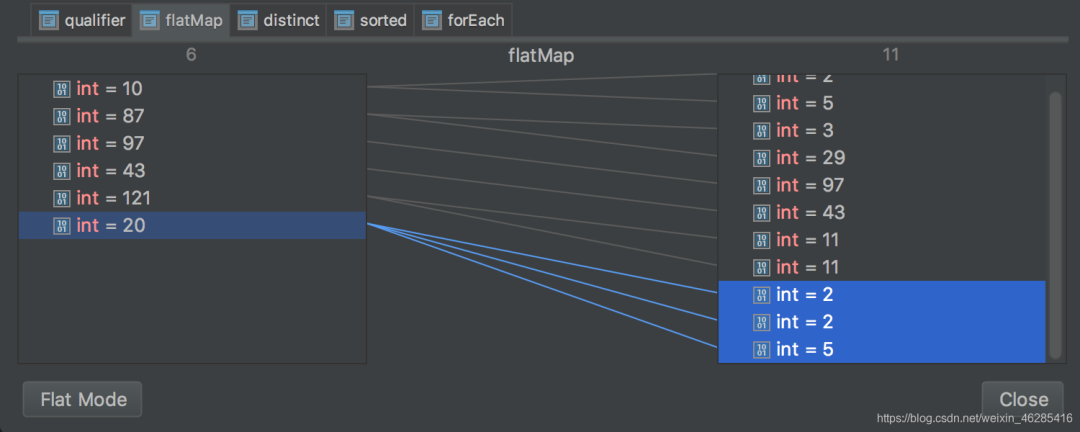 qualifier flatMap distinct sorted forEach
6 flatMap 11
int = 10
int = 87
int = 97
int = 43
int = 121
int = 20
int = 2
int = 5
int = 3
int = 29
int = 97
int = 43
int = 11
int = 11
int = 2
int = 2
int = 5
Flat Mode Close
https://blog.csdn.net/weixin_46285416